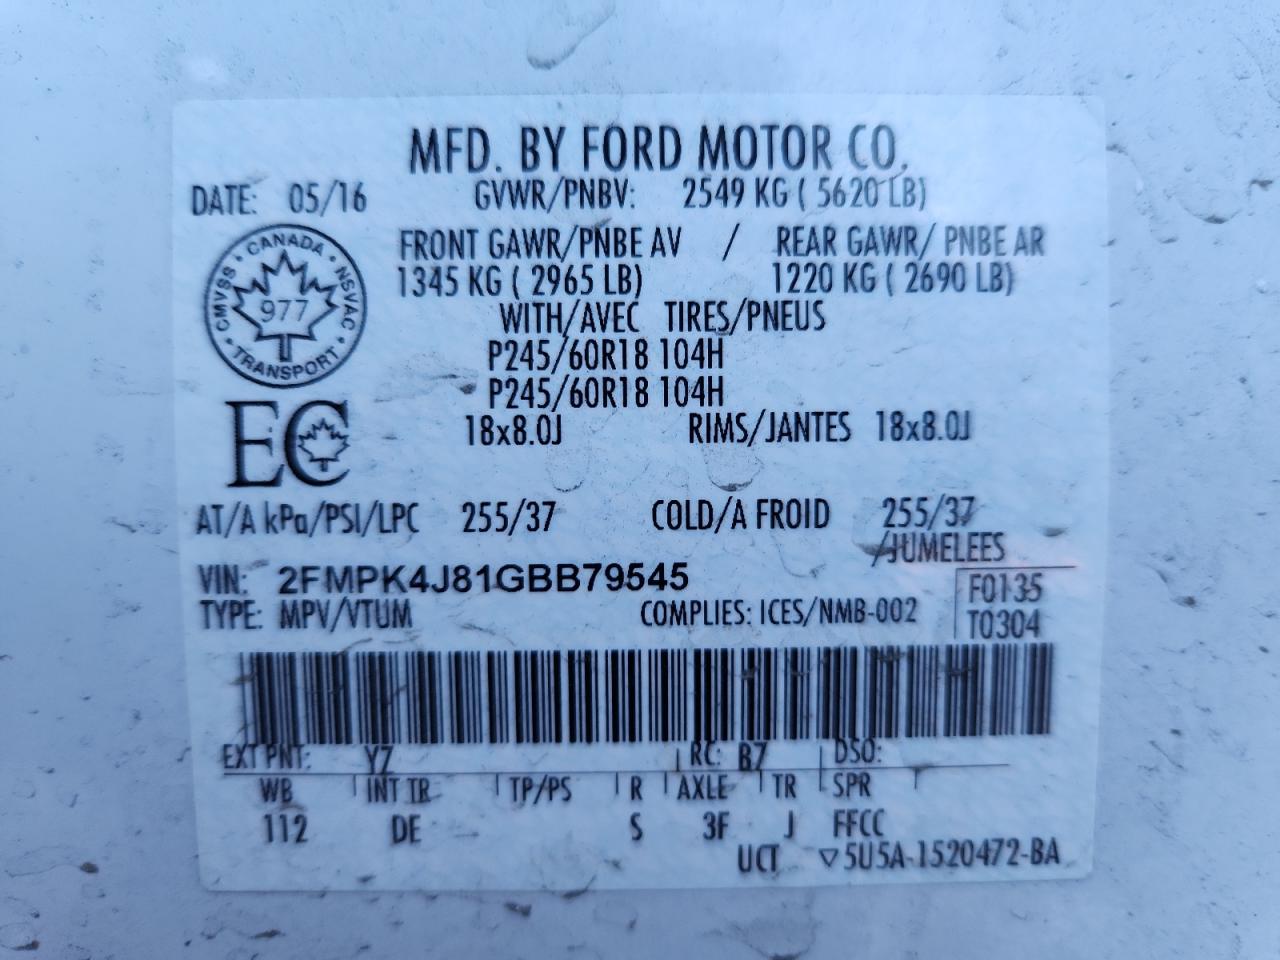 MFD. BY FORD MOTOR CO.
DATE: 05/16 GVWR/PNBV: 2549 KG ( 5620 LB)
CANADA
CMVSS NSVAC
977
TRANSPORT
FRONT GAWR/PNBE AV / REAR GAWR/ PNBE AR
1345 KG ( 2965 LB) 1220 KG ( 2690 LB)
WITH/AVEC TIRES/PNEUS
P245/60R18 104H
P245/60R18 104H
EC
18x8.0J RIMS/JANTES 18x8.0J
AT/A kPa/PSI/LPC 255/37 COLD/A FROID 255/37
/JUMELEES
VIN: 2FMPK4J81GBB79545 F0135
TYPE: MPV/VTUM COMPLIES: ICES/NMB-002 T0304
EXT PNT: Y7 RC: B7 DSO:
WB INT TR TP/PS R AXLE TR SPR
112 DE S 3F J FFCC
UCT ▽5U5A-1520472-BA